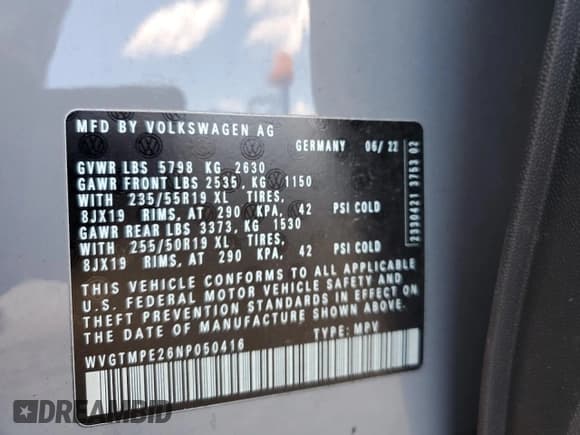 MFD BY VOLKSWAGEN AG
GERMANY 06/22
GVWR LBS 5798 KG 2630
GAWR FRONT LBS 2535, KG 1150
WITH 235/55R19 XL TIRES,
8JX19 RIMS, AT 290 KPA, 42 PSI COLD
GAWR REAR LBS 3373, KG 1530
WITH 255/50R19 XL TIRES,
8JX19 RIMS, AT 290 KPA, 42 PSI COLD
THIS VEHICLE CONFORMS TO ALL APPLICABLE
U.S. FEDERAL MOTOR VEHICLE SAFETY AND
THEFT PREVENTION STANDARDS IN EFFECT ON
THE DATE OF MANUFACTURE SHOWN ABOVE.
WVGTMPE26NP050416 TYPE: MPV
2330421 3753 02
DREAMBID